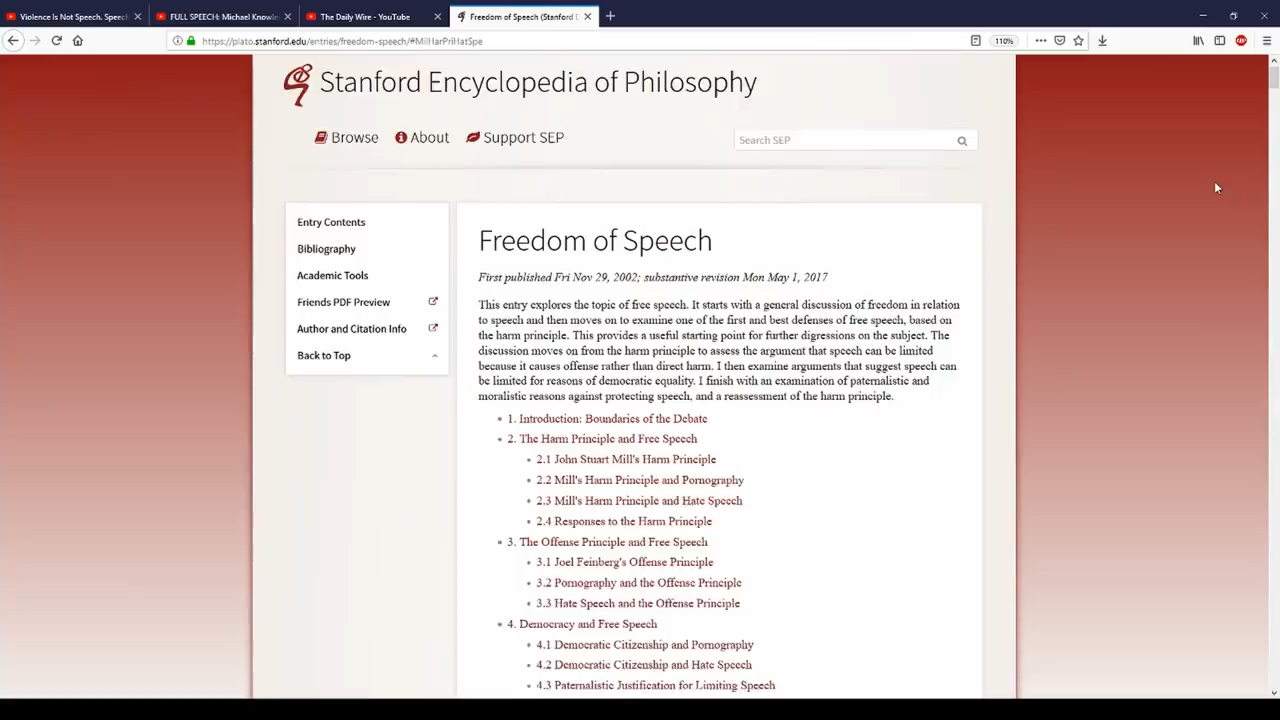 Violence Is Not Speech. Speec
FULL SPEECH: Michael Knowle
The Daily Wire - YouTube
Freedom of Speech (Stanford E
https://plato.stanford.edu/entries/freedom-speech/#MilHarPriHatSpe
110%
Stanford Encyclopedia of Philosophy
Browse
About
Support SEP
Search SEP
Entry Contents
Bibliography
Academic Tools
Friends PDF Preview
Author and Citation Info
Back to Top
Freedom of Speech
First published Fri Nov 29, 2002; substantive revision Mon May 1, 2017
This entry explores the topic of free speech. It starts with a general discussion of freedom in relation
to speech and then moves on to examine one of the first and best defenses of free speech, based on
the harm principle. This provides a useful starting point for further digressions on the subject. The
discussion moves on from the harm principle to assess the argument that speech can be limited
because it causes offense rather than direct harm. I then examine arguments that suggest speech can
be limited for reasons of democratic equality. I finish with an examination of paternalistic and
moralistic reasons against protecting speech, and a reassessment of the harm principle.
1. Introduction: Boundaries of the Debate
2. The Harm Principle and Free Speech
2.1 John Stuart Mill's Harm Principle
2.2 Mill's Harm Principle and Pornography
2.3 Mill's Harm Principle and Hate Speech
2.4 Responses to the Harm Principle
3. The Offense Principle and Free Speech
3.1 Joel Feinberg's Offense Principle
3.2 Pornography and the Offense Principle
3.3 Hate Speech and the Offense Principle
4. Democracy and Free Speech
4.1 Democratic Citizenship and Pornography
4.2 Democratic Citizenship and Hate Speech
4.3 Paternalistic Justification for Limiting Speech